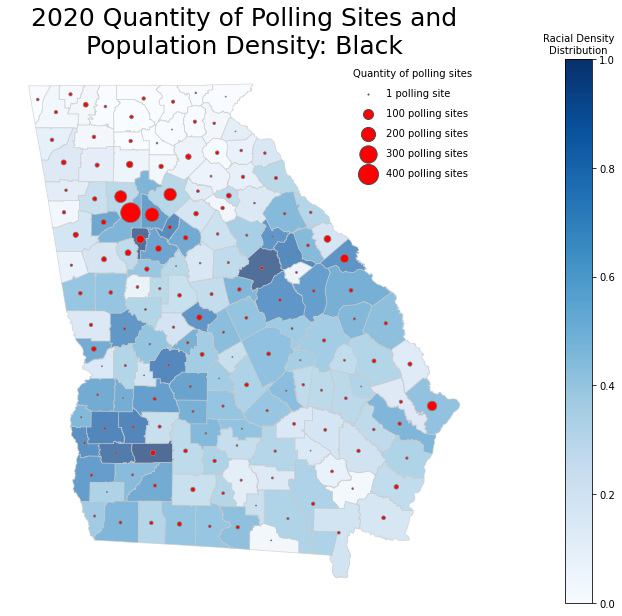 2020 Quantity of Polling Sites and
Population Density: Black
Racial Density
Distribution
Quantity of polling sites
1 polling site
100 polling sites
200 polling sites
300 polling sites
400 polling sites
1.0
0.8
0.6
0.4
0.2
0.0